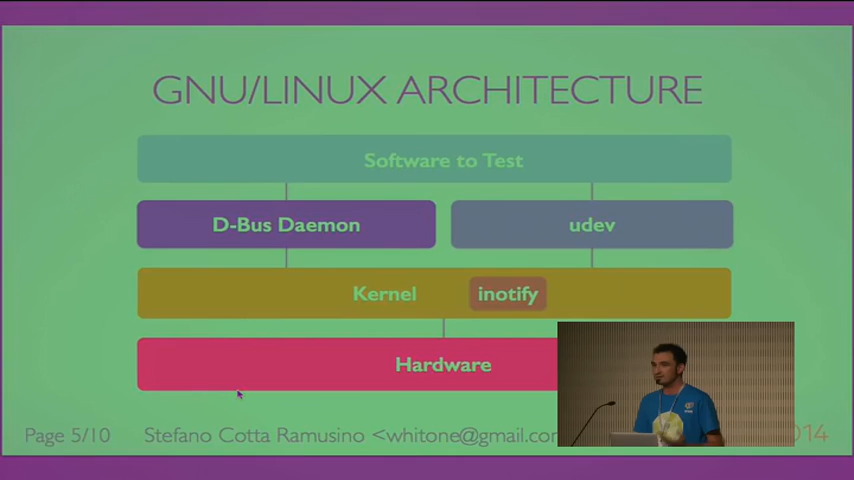 GNU/LINUX ARCHITECTURE
Software to Test
D-Bus Daemon
udev
Kernel
inotify
Hardware
Page 5/10 Stefano Cotta Ramusino <whitone@gmail.com